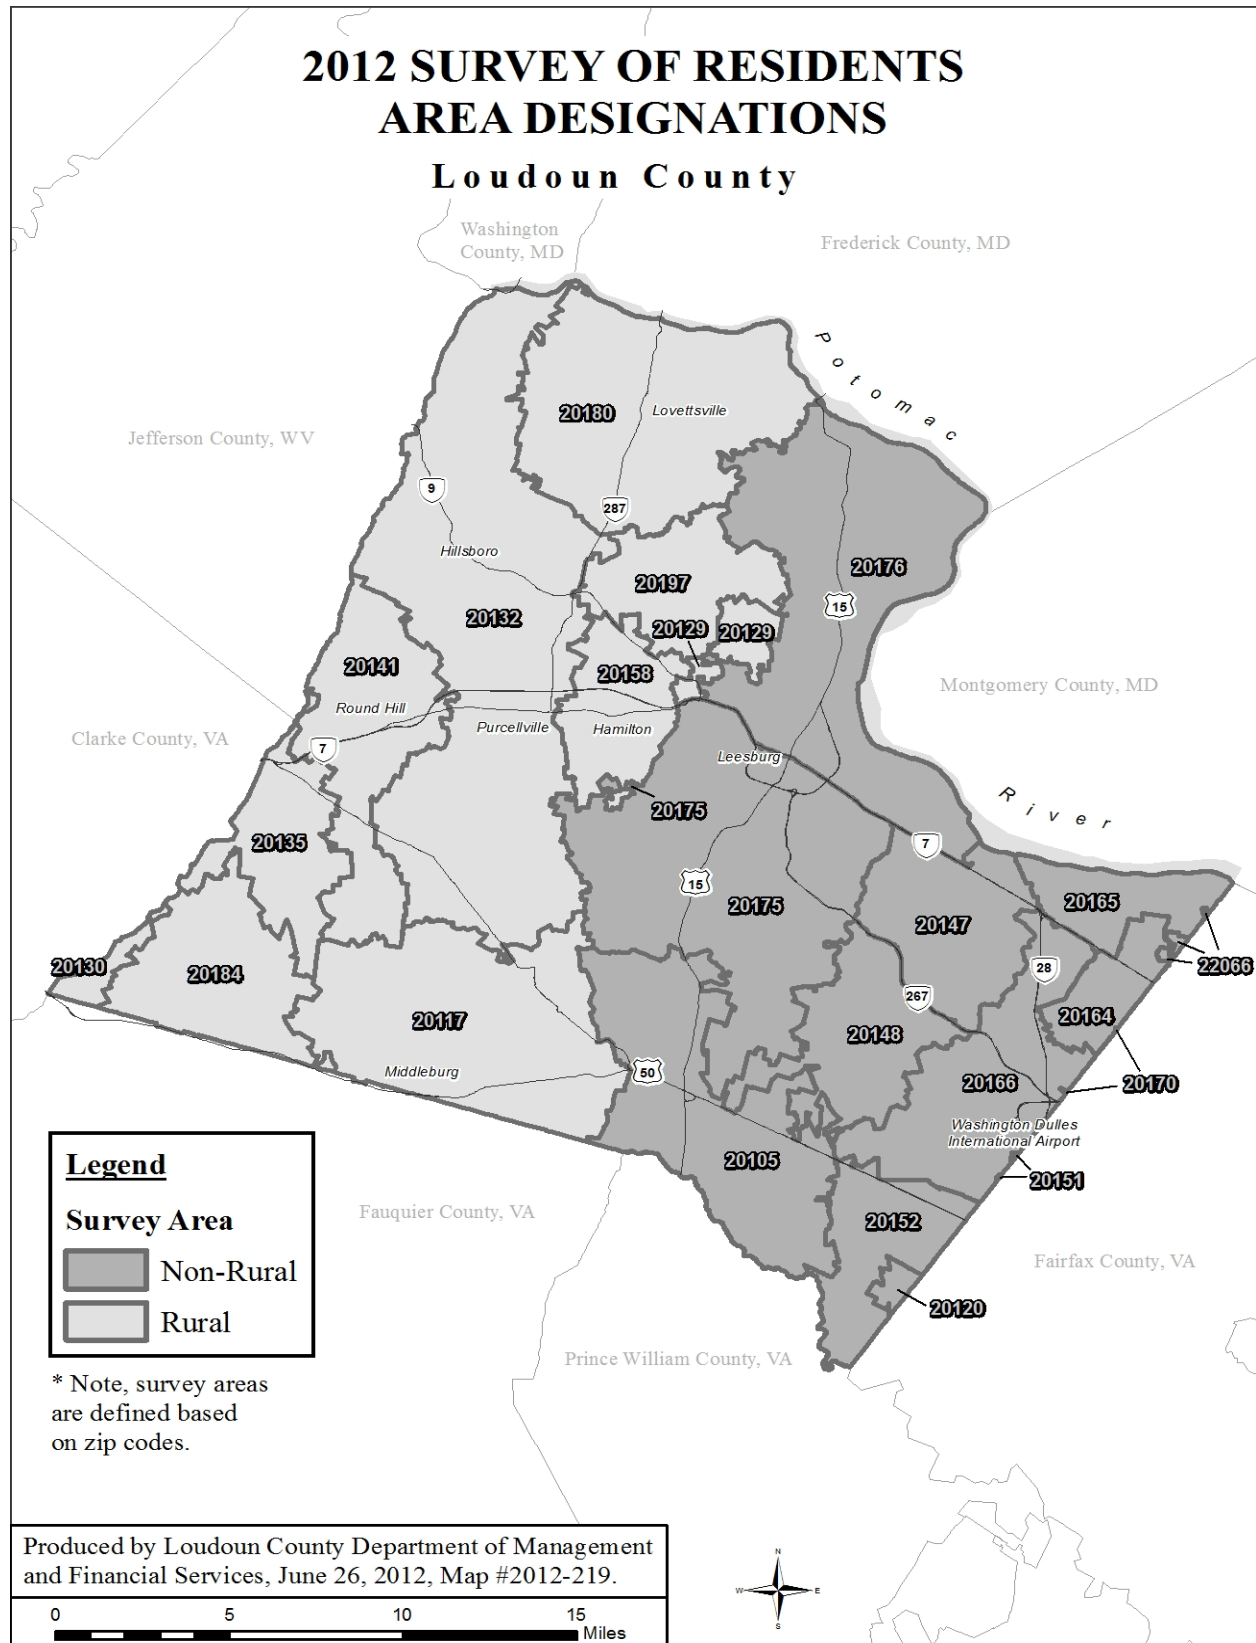 2012 SURVEY OF RESIDENTS
AREA DESIGNATIONS
Loudoun County
Washington
County, MD
Frederick County, MD
Potomac
20180
Lovettsville
Jefferson County, WV
9
287
Hillsboro
20176
20197
15
20132
20129
20129
20141
20158
Montgomery County, MD
Round Hill
Purcellville
Hamilton
Clarke County, VA
7
Leesburg
River
20175
20135
7
15
20175
20165
20147
20130
20184
28
22066
267
20117
20148
20164
Middleburg
50
20166
20170
Washington Dulles
International Airport
20105
20151
Legend
Survey Area
Non-Rural
Rural
Fauquier County, VA
20152
Fairfax County, VA
20120
Prince William County, VA
* Note, survey areas
are defined based
on zip codes.
Produced by Loudoun County Department of Management
and Financial Services, June 26, 2012, Map #2012-219.
0 5 10 15
Miles
N
W E
S